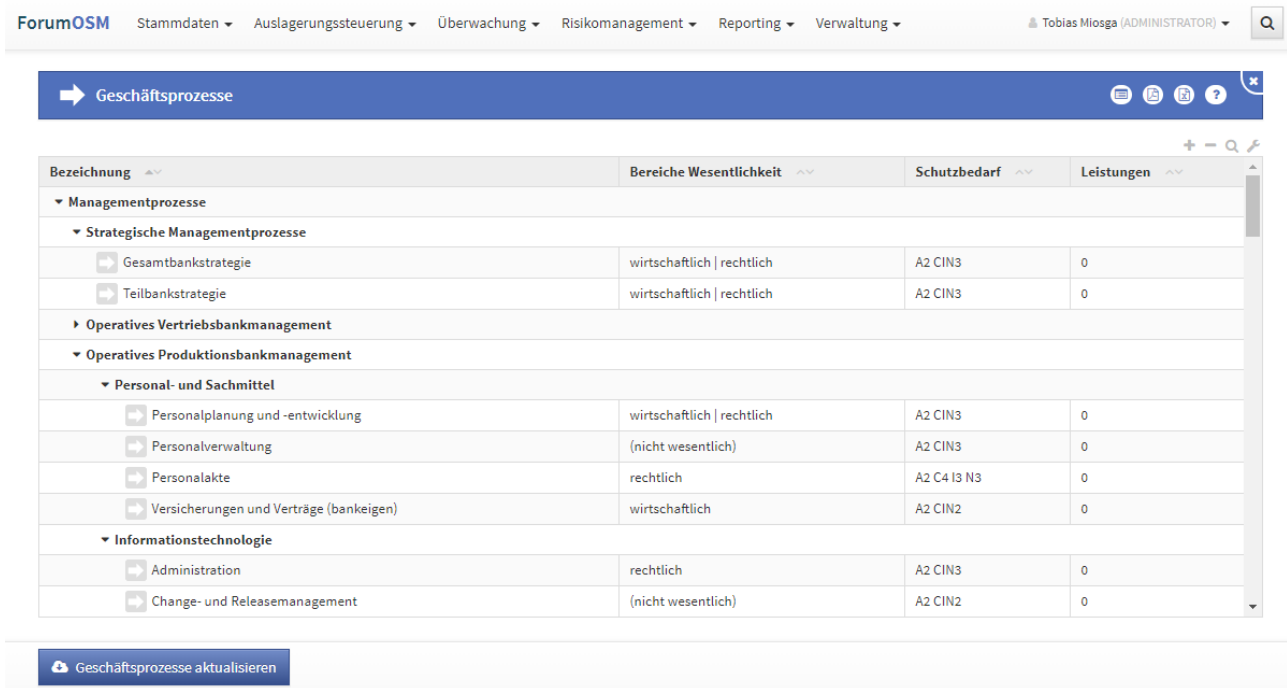 ForumOSM Stammdaten Auslagerungssteuerung Überwachung Risikomanagement Reporting Verwaltung Tobias Miosga (ADMINISTRATOR)
Geschäftsprozesse
Bezeichnung Bereiche Wesentlichkeit Schutzbedarf Leistungen
Managementprozesse
Strategische Managementprozesse
Gesamtbankstrategie wirtschaftlich | rechtlich A2 CIN3 0
Teilbankstrategie wirtschaftlich | rechtlich A2 CIN3 0
Operatives Vertriebsbankmanagement
Operatives Produktionsbankmanagement
Personal- und Sachmittel
Personalplanung und -entwicklung wirtschaftlich | rechtlich A2 CIN3 0
Personalverwaltung (nicht wesentlich) A2 CIN3 0
Personalakte rechtlich A2 C4 I3 N3 0
Versicherungen und Verträge (bankeigen) wirtschaftlich A2 CIN2 0
Informationstechnologie
Administration rechtlich A2 CIN3 0
Change- und Releasemanagement (nicht wesentlich) A2 CIN2 0
Geschäftsprozesse aktualisieren